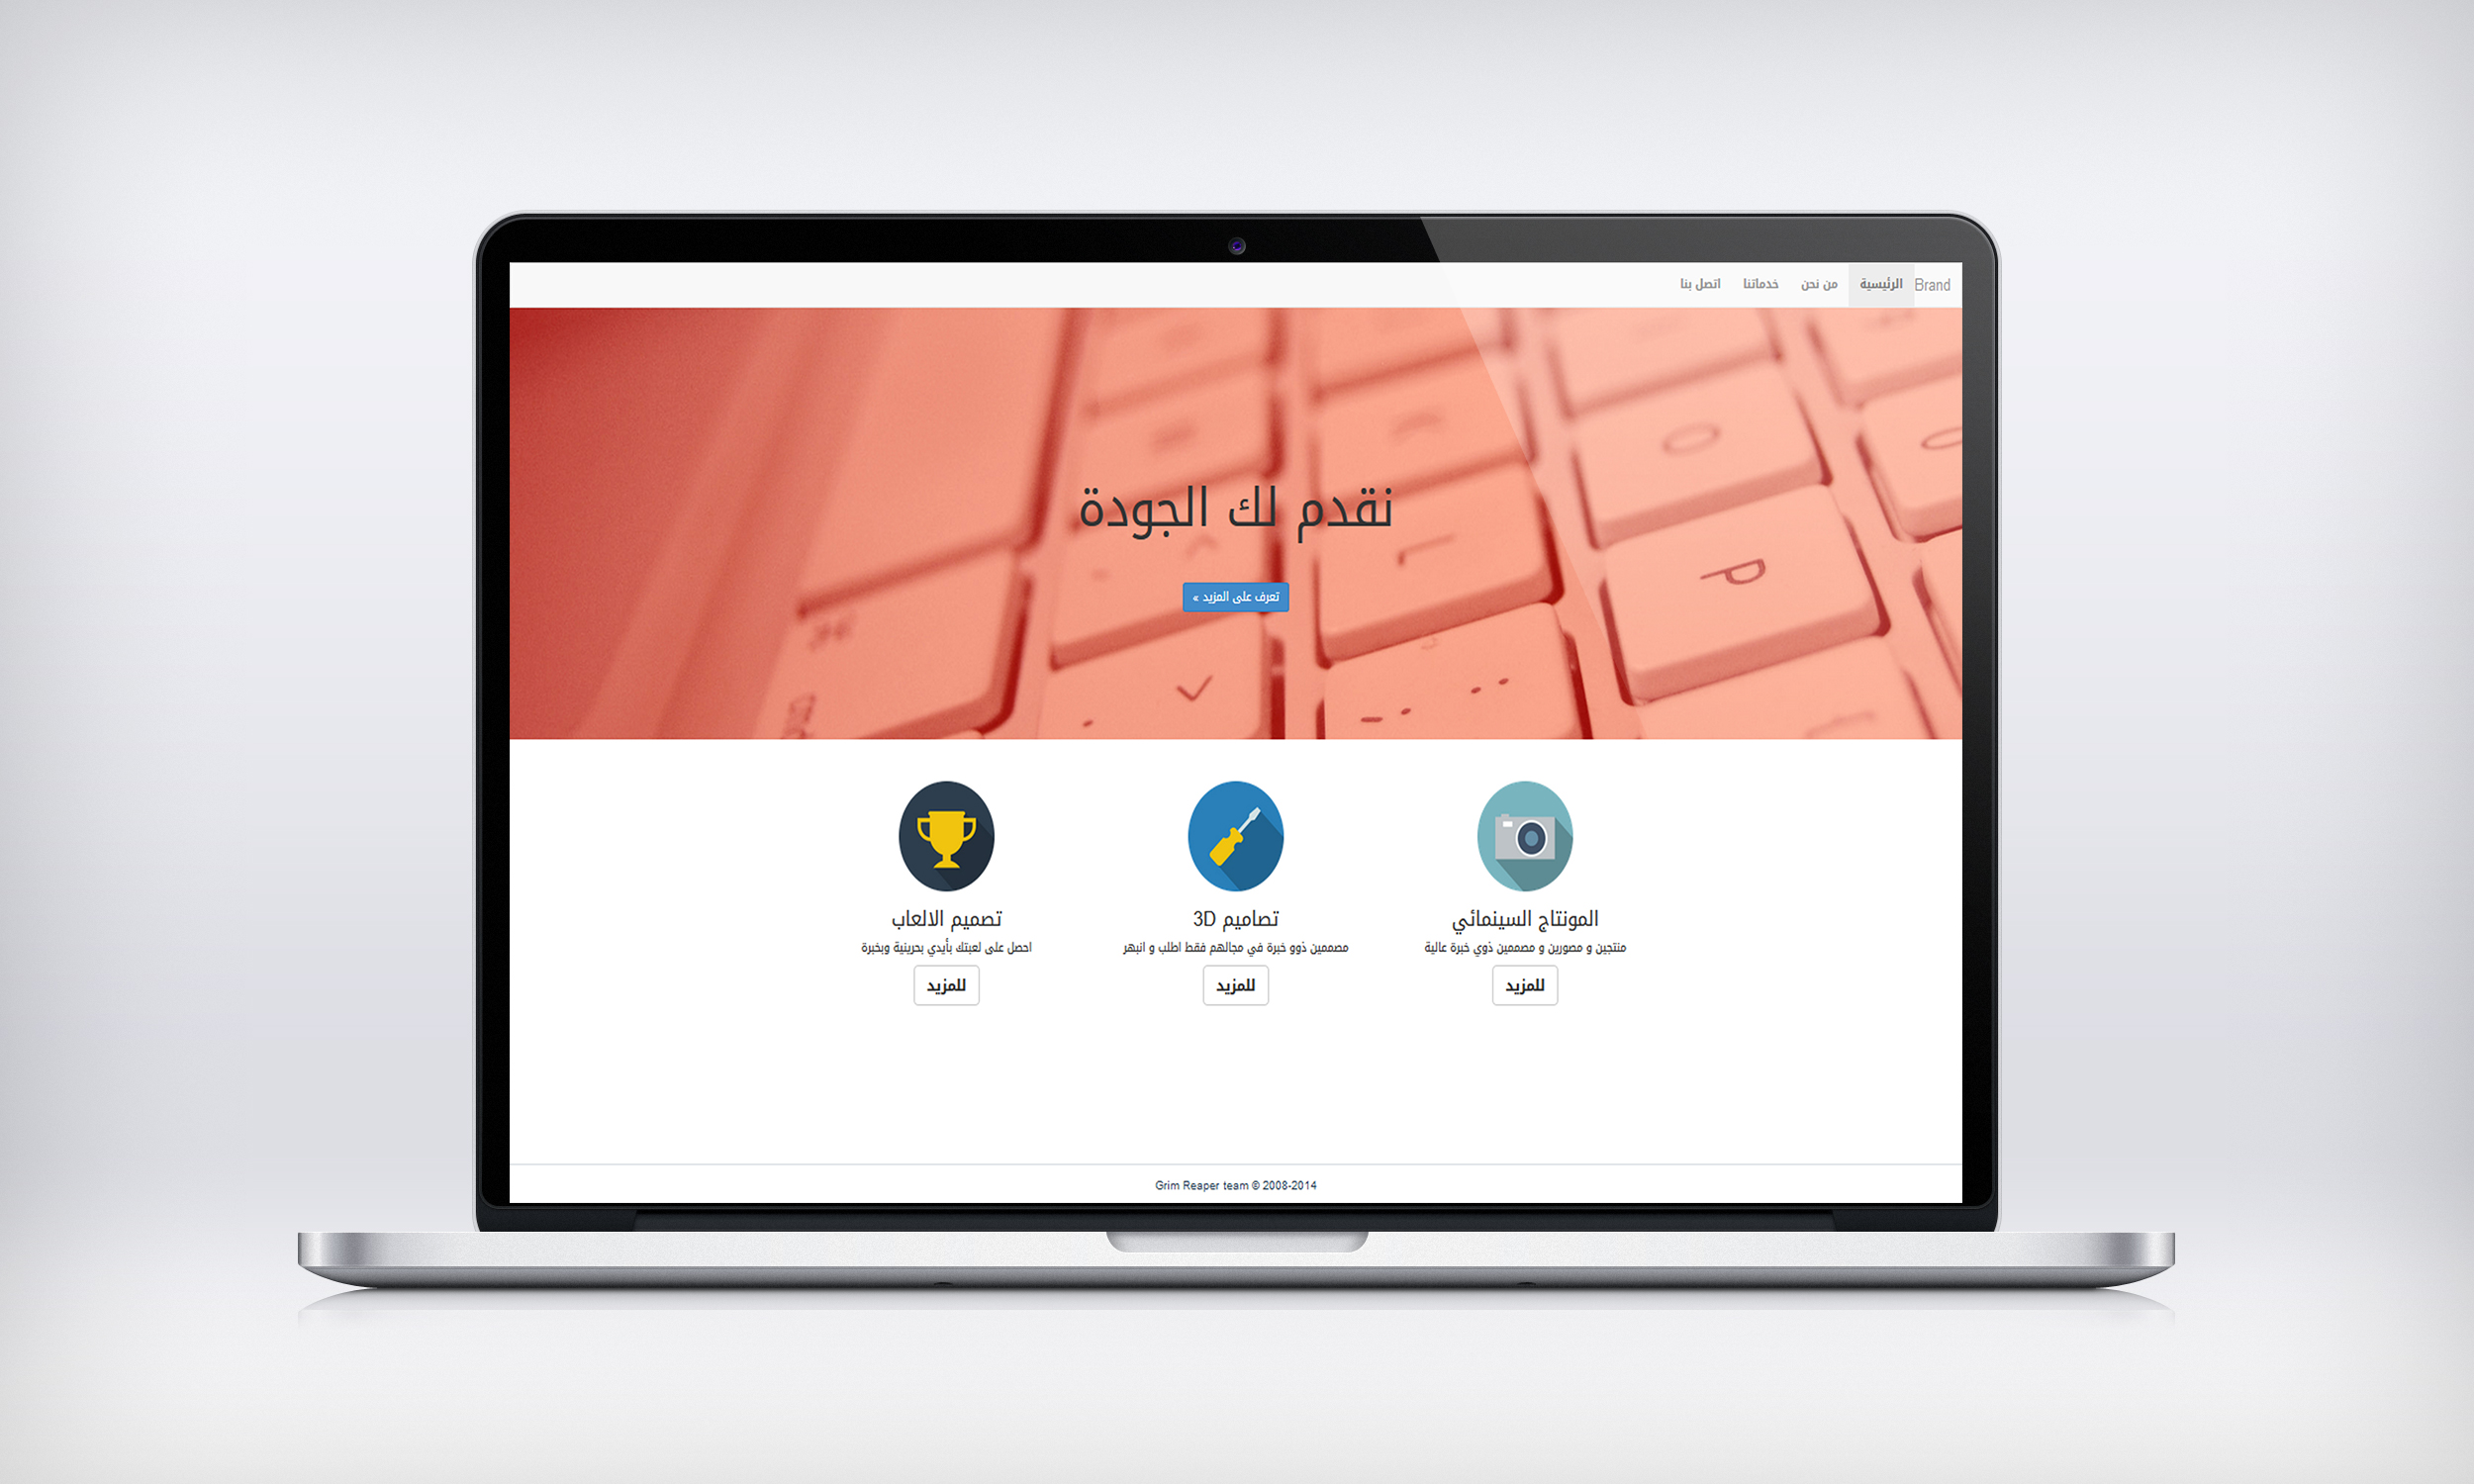 Brand الرئيسية من نحن خدماتنا اتصل بنا
نقدم لك الجودة
تعرف على المزيد »
المونتاج السينمائي
منتجين و مصورين و مصممين ذوي خبرة عالية
للمزيد
تصاميم 3D
مصممين ذوو خبرة في مجالهم فقط اطلب و انبهر
للمزيد
تصميم الالعاب
احصل على لعبتك بأيدي بحرينية وبخبرة
للمزيد
Grim Reaper team © 2008-2014